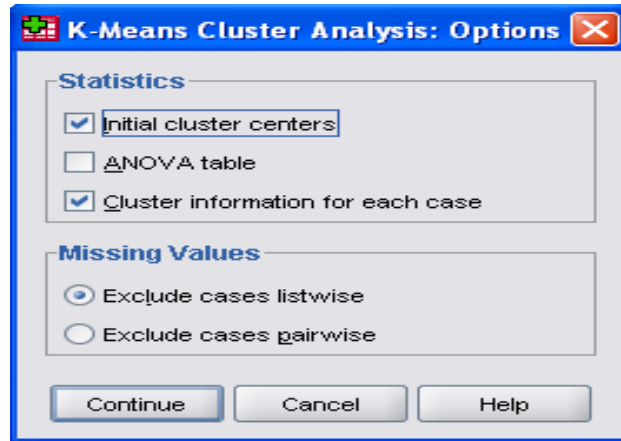 K-Means Cluster Analysis: Options
Statistics
Initial cluster centers
ANOVA table
Cluster information for each case
Missing Values
Exclude cases listwise
Exclude cases pairwise
Continue Cancel Help